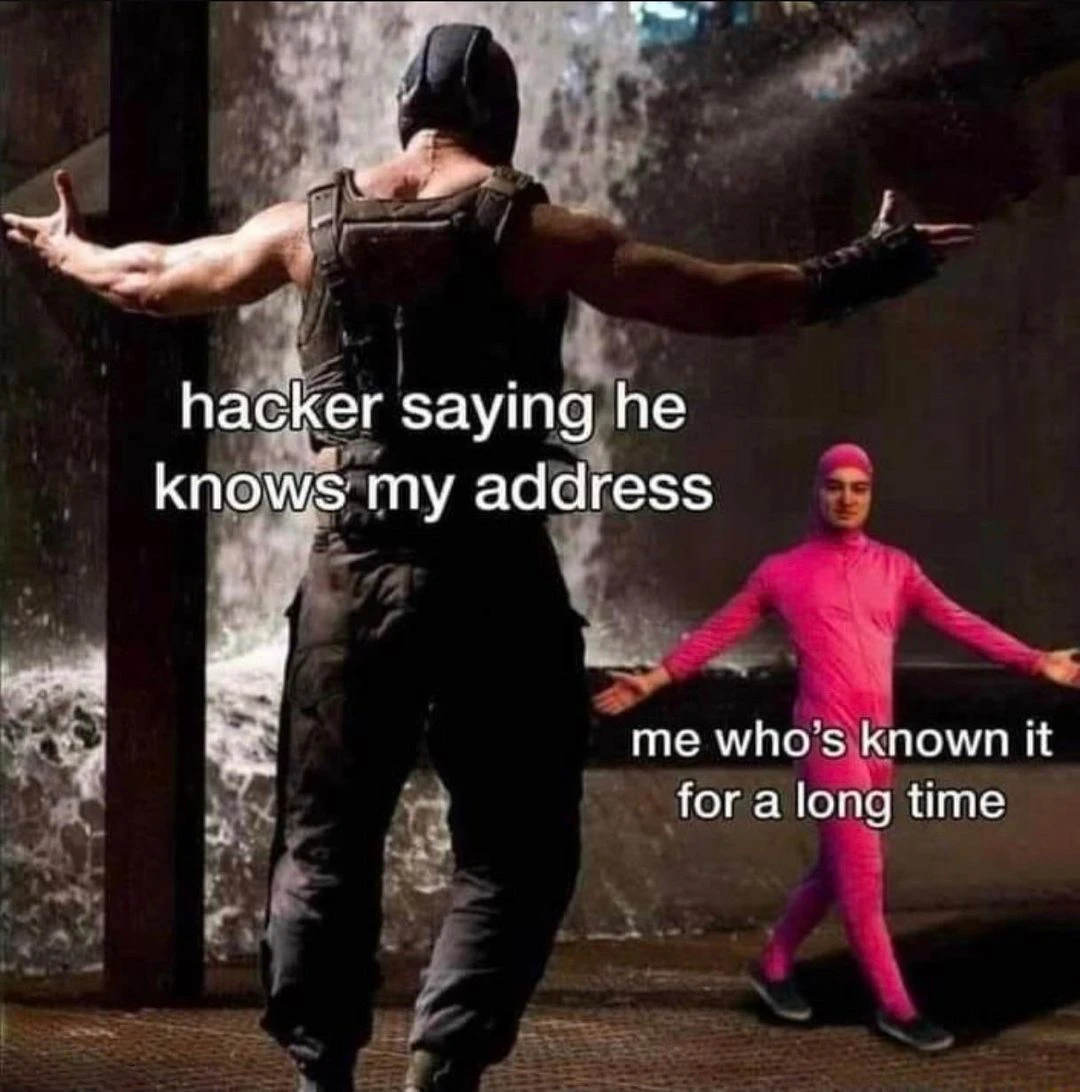 hacker saying he
knows my address
me who's known it
for a long time